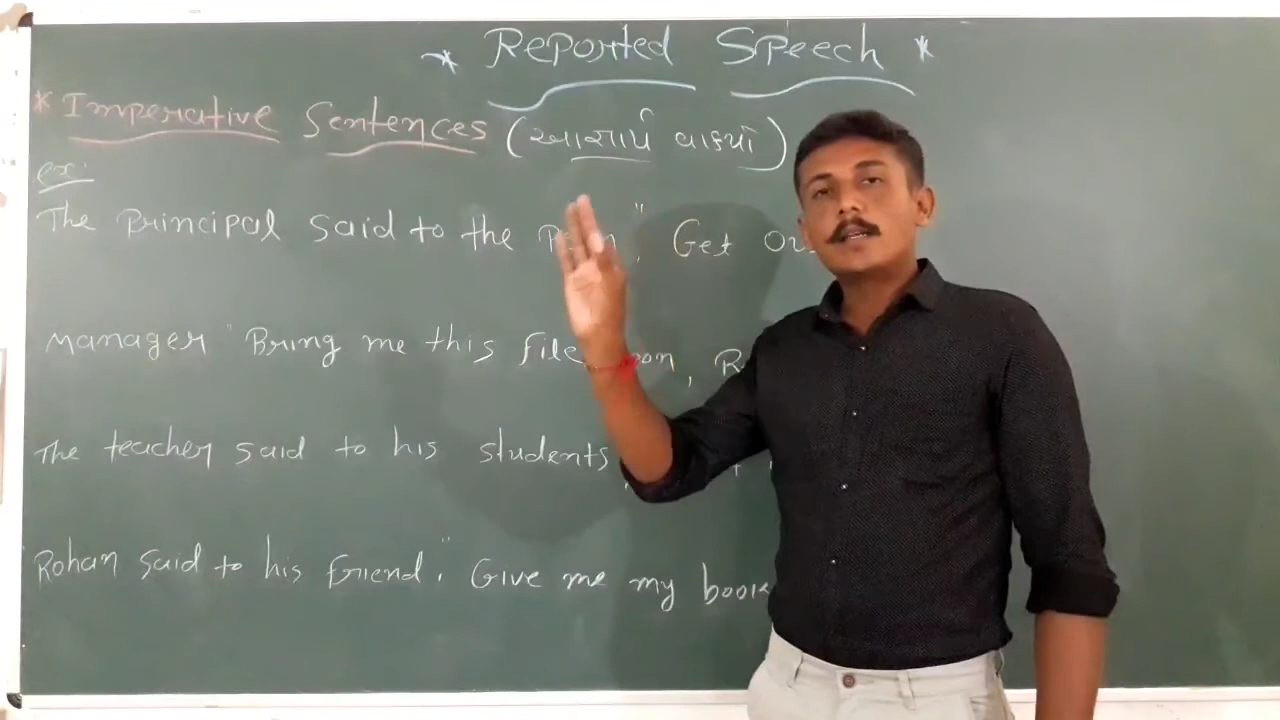 * Reported Speech *
* Imperative Sentences (આજ્ઞાર્થ વાક્યો)
ex:
The Principal said to the , " Get
Manager " Bring me this file soon,
The teacher said to his students,
Rohan said to his friend, " Give me my book